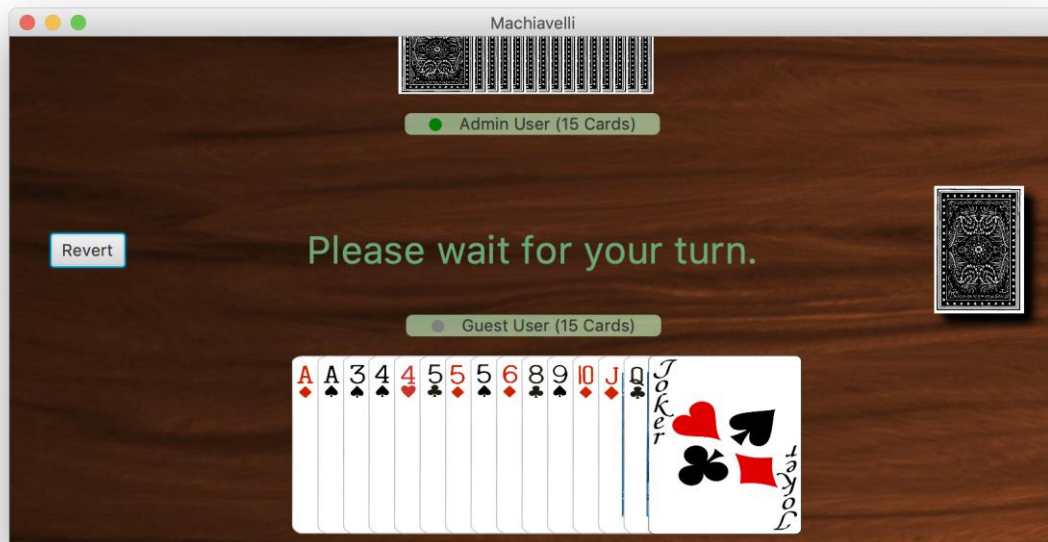 Machiavelli
Admin User (15 Cards)
Revert
Please wait for your turn.
Guest User (15 Cards)
A A 3 4 4 5 5 5 6 8 9 10 J Q Joker
Joker